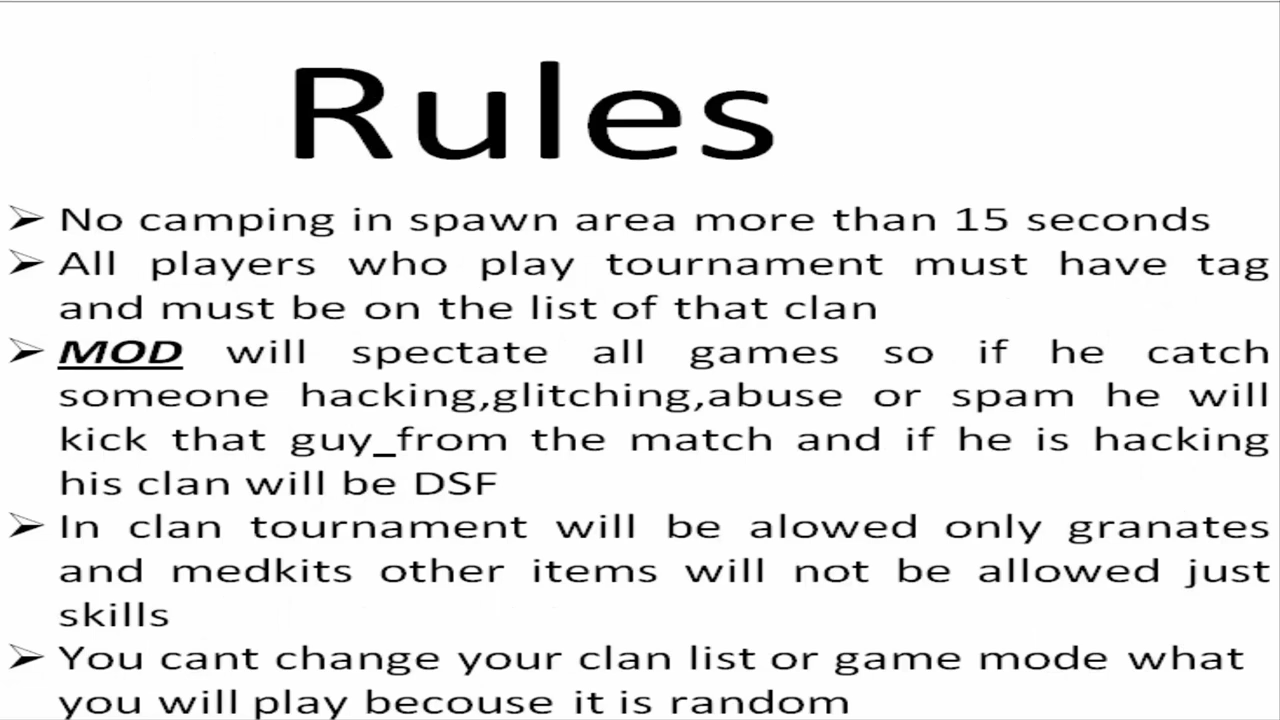 Rules
➢ No camping in spawn area more than 15 seconds
➢ All players who play tournament must have tag
and must be on the list of that clan
➢ MOD will spectate all games so if he catch
someone hacking,glitching,abuse or spam he will
kick that guy_from the match and if he is hacking
his clan will be DSF
➢ In clan tournament will be alowed only granates
and medkits other items will not be allowed just
skills
➢ You cant change your clan list or game mode what
you will play becouse it is random